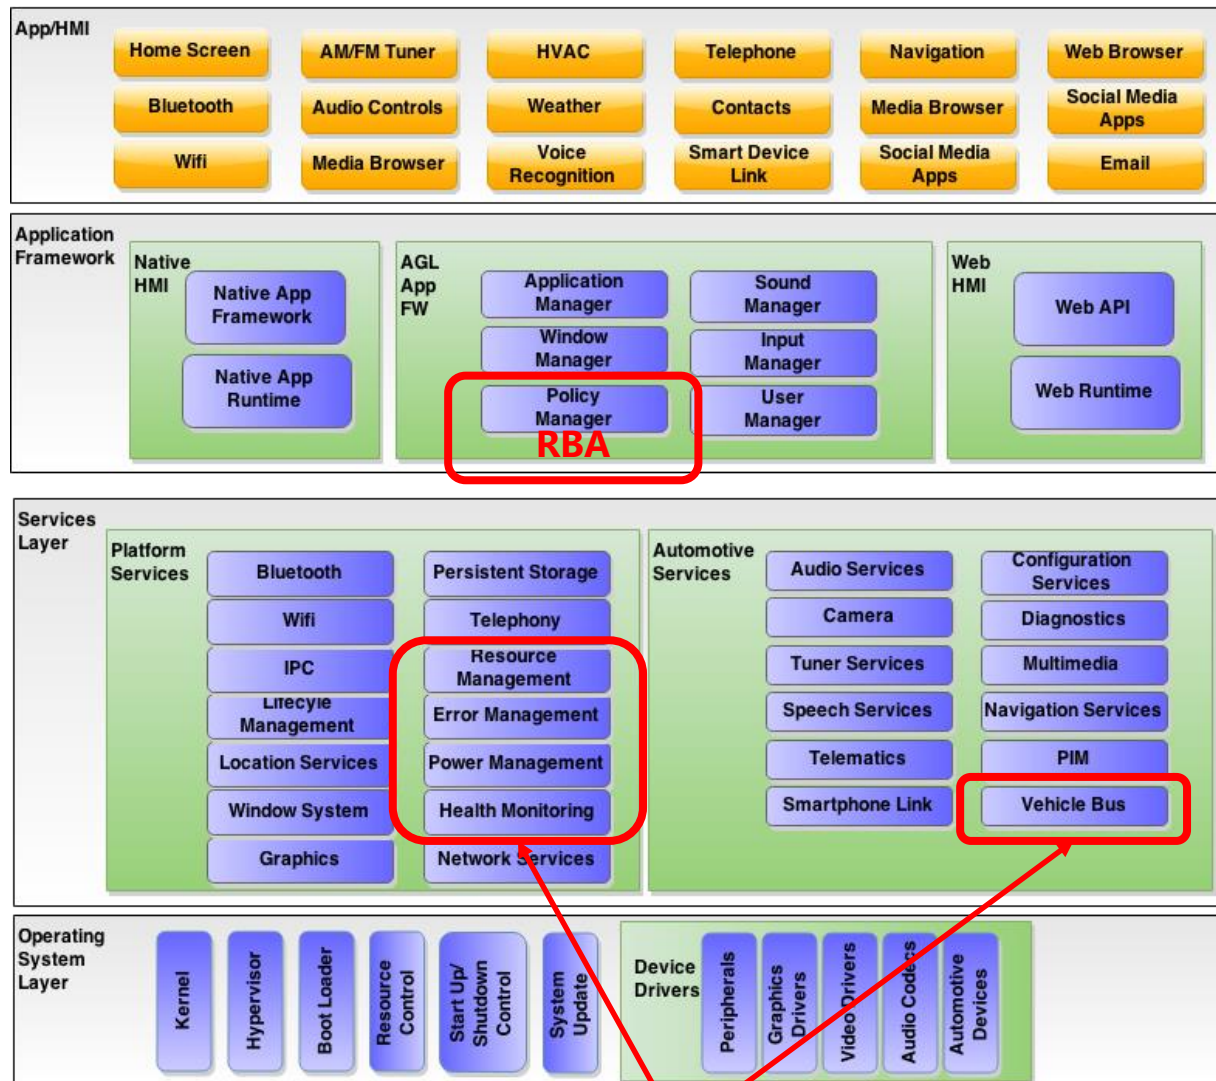 App/HMI
Home Screen
AM/FM Tuner
HVAC
Telephone
Navigation
Web Browser
Bluetooth
Audio Controls
Weather
Contacts
Media Browser
Social Media
Apps
Wifi
Media Browser
Voice
Recognition
Smart Device
Link
Social Media
Apps
Email
Application
Framework
Native
HMI
Native App
Framework
Native App
Runtime
AGL
App
FW
Application
Manager
Sound
Manager
Window
Manager
Input
Manager
Policy
Manager
RBA
User
Manager
Web
HMI
Web API
Web Runtime
Services
Layer
Platform
Services
Bluetooth
Persistent Storage
Wifi
Telephony
IPC
Resource
Management
Lifecyle
Management
Error Management
Location Services
Power Management
Window System
Health Monitoring
Graphics
Network Services
Automotive
Services
Audio Services
Configuration
Services
Camera
Diagnostics
Tuner Services
Multimedia
Speech Services
Navigation Services
Telematics
PIM
Smartphone Link
Vehicle Bus
Operating
System
Layer
Kernel
Hypervisor
Boot Loader
Resource
Control
Start Up/
Shutdown
Control
System
Update
Device
Drivers
Peripherals
Graphics
Drivers
Video Drivers
Audio Codecs
Automotive
Devices